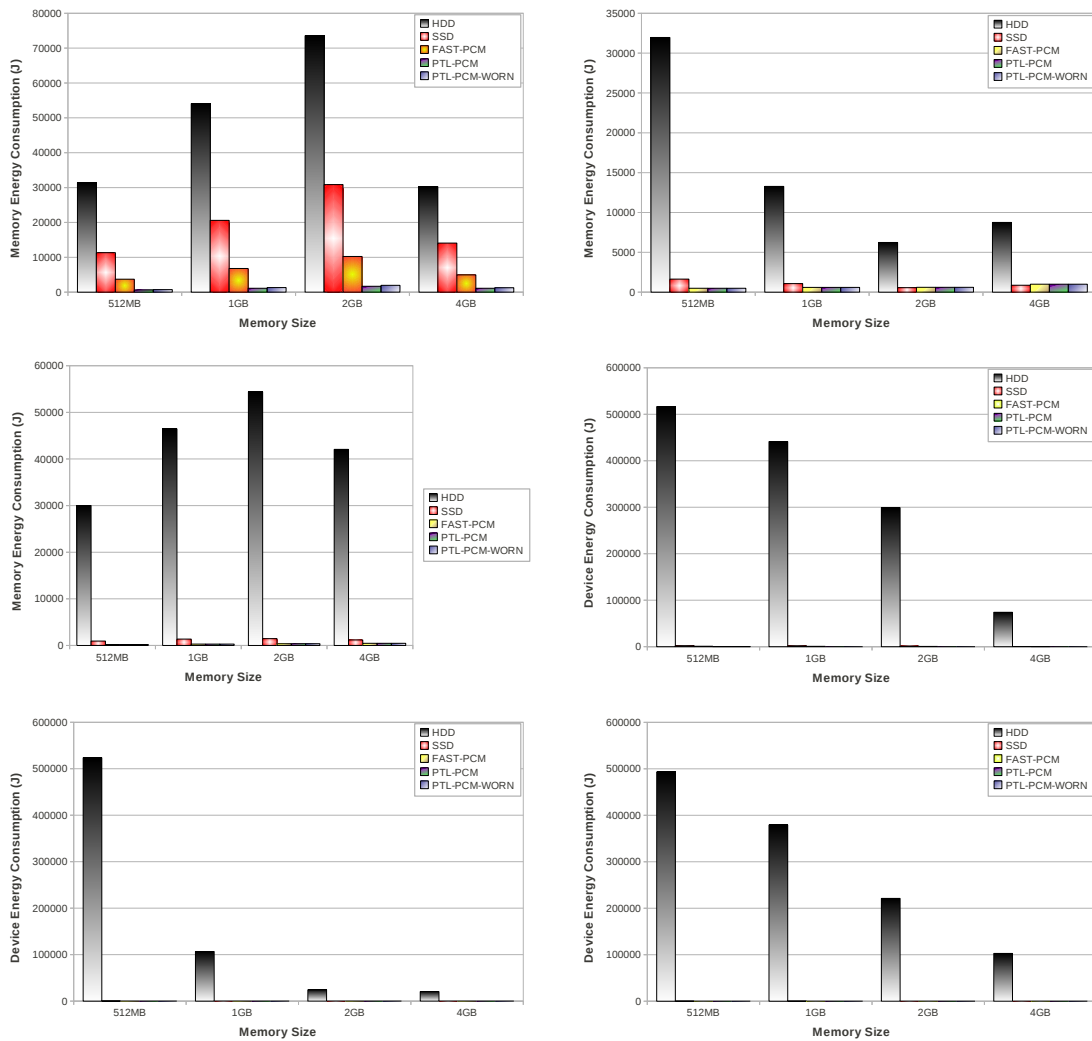 80000
70000
60000
50000
40000
30000
20000
10000
0
Memory Energy Consumption (J)
HDD
SSD
FAST-PCM
PTL-PCM
PTL-PCM-WORN
512MB 1GB 2GB 4GB
Memory Size
35000
30000
25000
20000
15000
10000
5000
0
Memory Energy Consumption (J)
HDD
SSD
FAST-PCM
PTL-PCM
PTL-PCM-WORN
512MB 1GB 2GB 4GB
Memory Size
60000
50000
40000
30000
20000
10000
0
Memory Energy Consumption (J)
HDD
SSD
FAST-PCM
PTL-PCM
PTL-PCM-WORN
512MB 1GB 2GB 4GB
Memory Size
600000
500000
400000
300000
200000
100000
0
Device Energy Consumption (J)
HDD
SSD
FAST-PCM
PTL-PCM
PTL-PCM-WORN
512MB 1GB 2GB 4GB
Memory Size
600000
500000
400000
300000
200000
100000
0
Device Energy Consumption (J)
HDD
SSD
FAST-PCM
PTL-PCM
PTL-PCM-WORN
512MB 1GB 2GB 4GB
Memory Size
600000
500000
400000
300000
200000
100000
0
Device Energy Consumption (J)
HDD
SSD
FAST-PCM
PTL-PCM
PTL-PCM-WORN
512MB 1GB 2GB 4GB
Memory Size